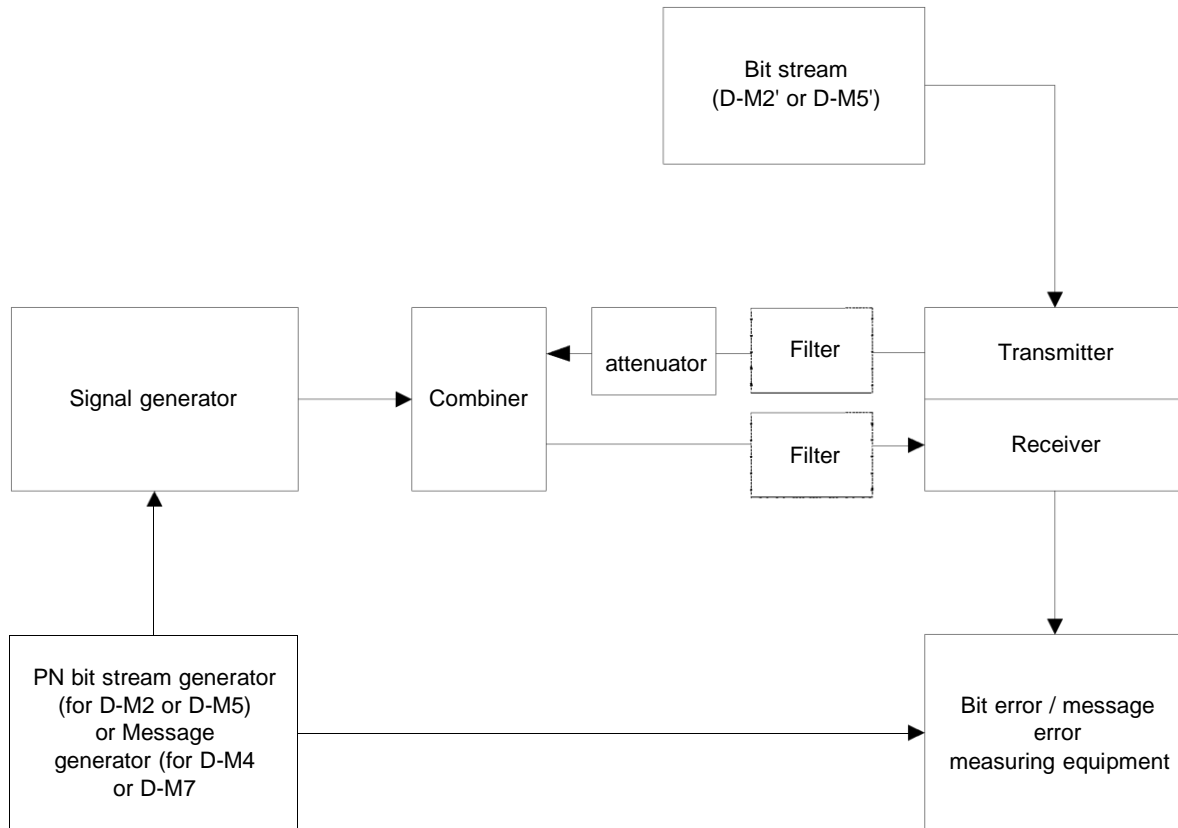 Bit stream
(D-M2' or D-M5')
attenuator
Filter
Transmitter
Signal generator
Combiner
Filter
Receiver
PN bit stream generator
(for D-M2 or D-M5)
or Message
generator (for D-M4
or D-M7
Bit error / message
error
measuring equipment